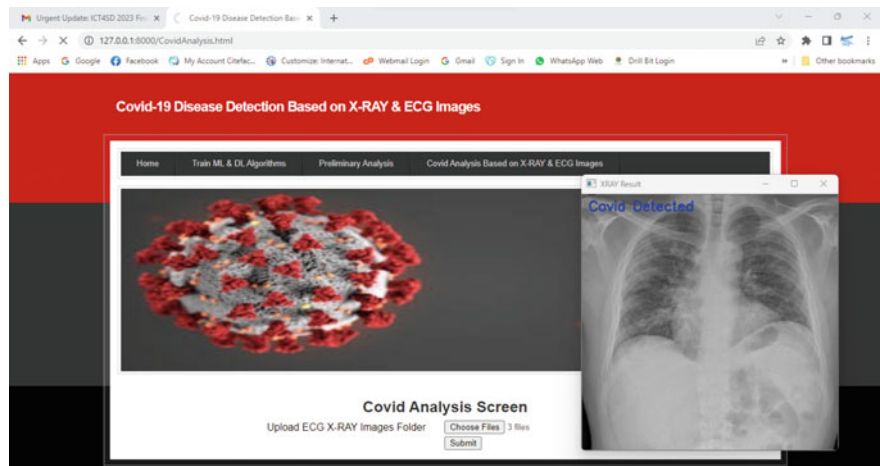 Urgent Update: ICT4SD 2023 Fin
Covid-19 Disease Detection Bas
127.0.0.1:8000/CovidAnalysis.html
Apps Google Facebook My Account Citefac... Customize: Internat... Webmail Login Gmail Sign In WhatsApp Web Drill Bit Login » Other bookmarks
Covid-19 Disease Detection Based on X-RAY & ECG Images
Home Train ML & DL Algorithms Preliminary Analysis Covid Analysis Based on X-RAY & ECG Images
XRAY Result
Covid Detected
Covid Analysis Screen
Upload ECG X-RAY Images Folder Choose Files 3 files
Submit